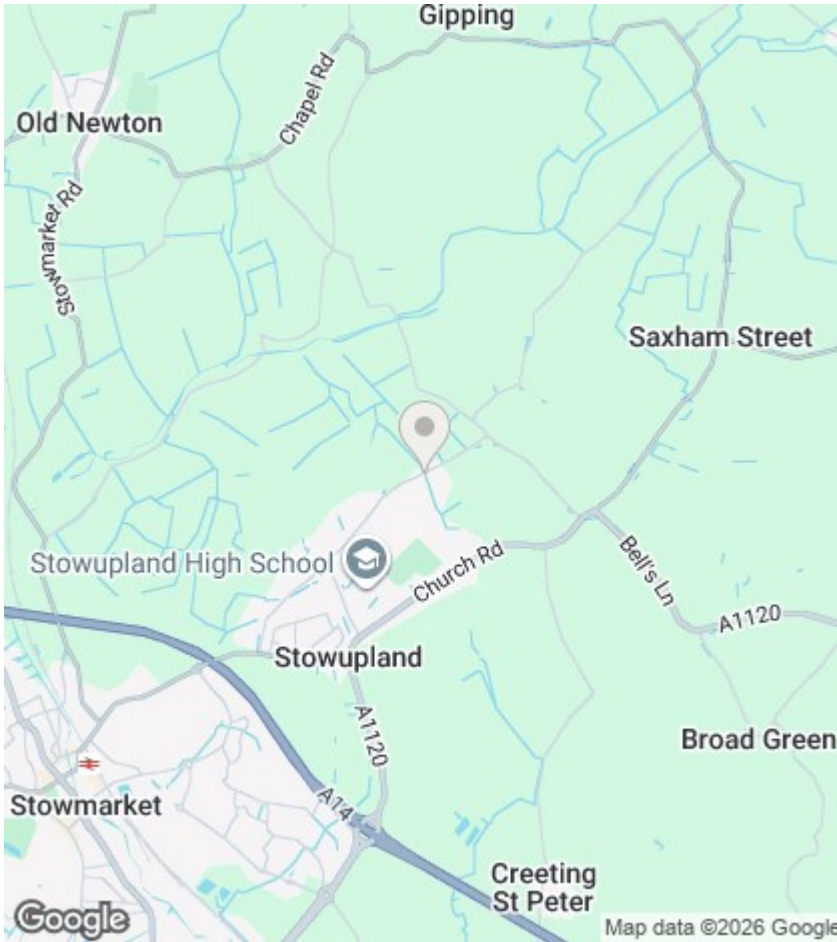 Gipping
Chapel Rd
Old Newton
Stowmarket Rd
Saxham Street
Stowupland High School
Church Rd
Bell's Ln
A1120
Stowupland
A1120
Broad Green
Stowmarket
A14
Creeting
St Peter
Google
Map data ©2026 Google